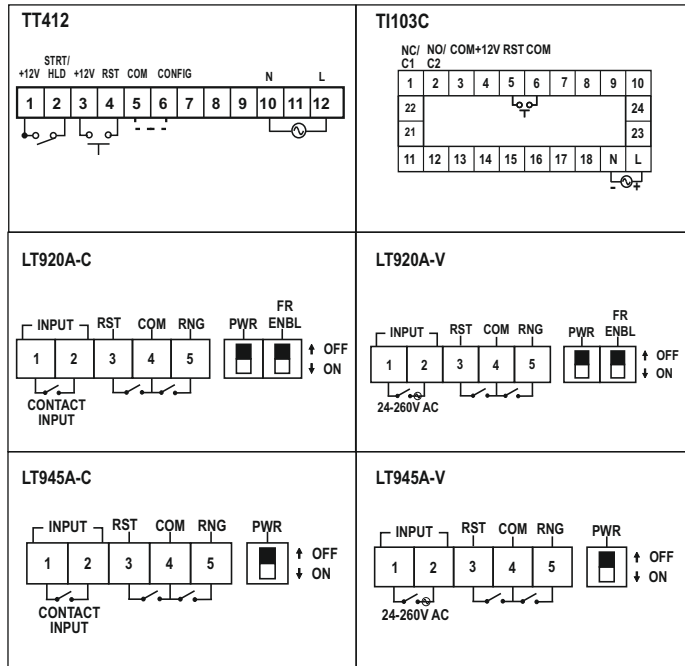 TT412
STRT/
+12V HLD +12V RST COM CONFIG N L
1 2 3 4 5 6 7 8 9 10 11 12
TI103C
NC/ NO/ COM +12V RST COM
C1 C2
1 2 3 4 5 6 7 8 9 10
22 24
21 23
11 12 13 14 15 16 17 18 N L
- +
LT920A-C
FR
INPUT RST COM RNG PWR ENBL
1 2 3 4 5 OFF
ON
CONTACT
INPUT
LT920A-V
FR
INPUT RST COM RNG PWR ENBL
1 2 3 4 5 OFF
ON
24-260V AC
LT945A-C
INPUT RST COM RNG PWR
1 2 3 4 5 OFF
ON
CONTACT
INPUT
LT945A-V
INPUT RST COM RNG PWR
1 2 3 4 5 OFF
ON
24-260V AC